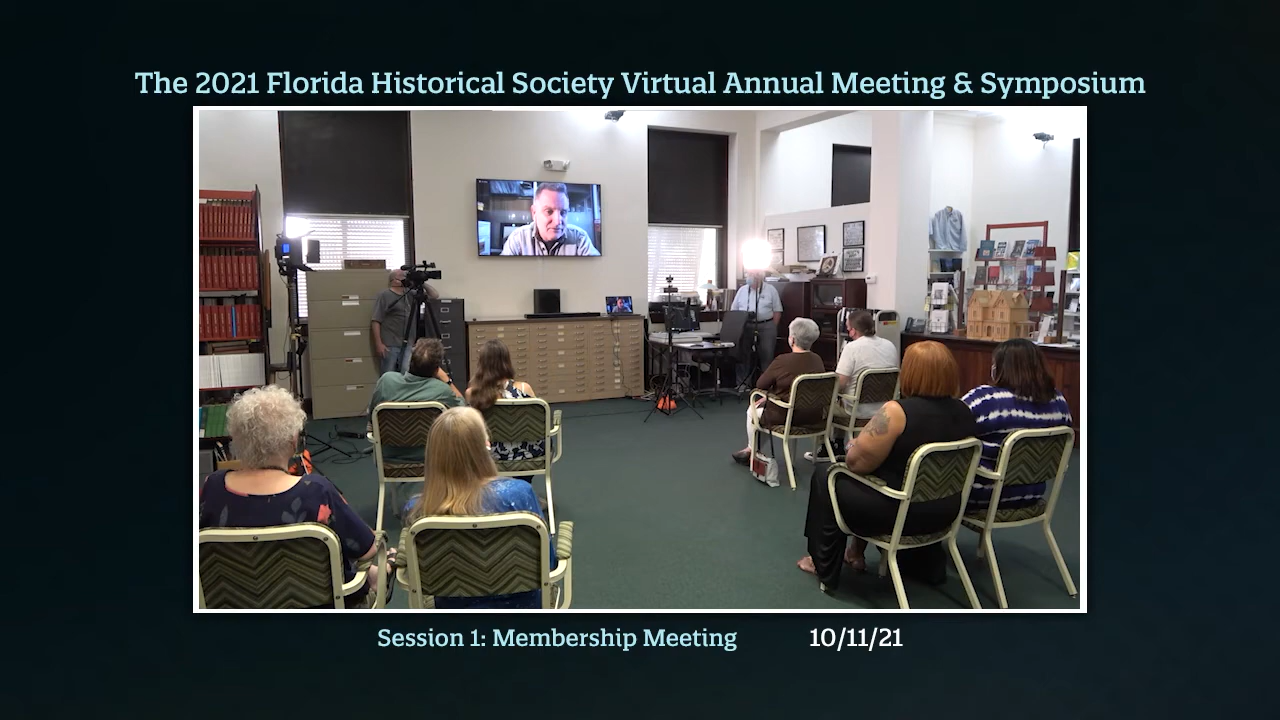 The 2021 Florida Historical Society Virtual Annual Meeting & Symposium
Session 1: Membership Meeting
10/11/21